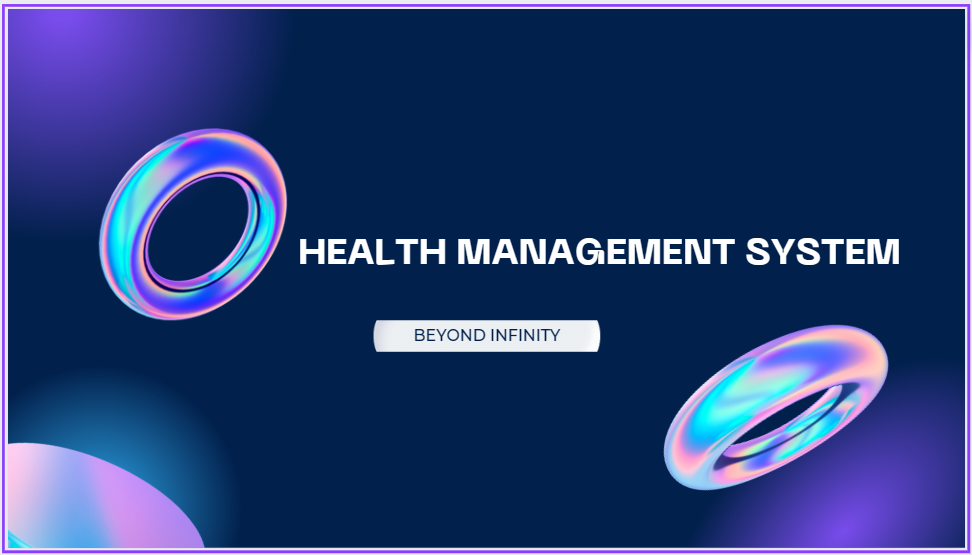 HEALTH MANAGEMENT SYSTEM
BEYOND INFINITY